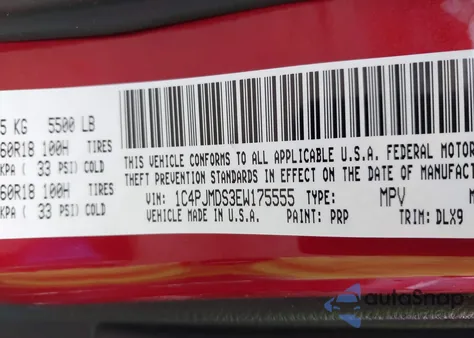 5 KG 5500 LB
60R18 100H TIRES
KPA ( 33 PSI) COLD
60R18 100H TIRES
KPA ( 33 PSI) COLD
THIS VEHICLE CONFORMS TO ALL APPLICABLE U.S.A. FEDERAL MOTOR
THEFT PREVENTION STANDARDS IN EFFECT ON THE DATE OF MANUFACT
VIN: 1C4PJMDS3EW175555 TYPE: MPV
VEHICLE MADE IN U.S.A. PAINT: PRP TRIM: DLX9
autoSnap